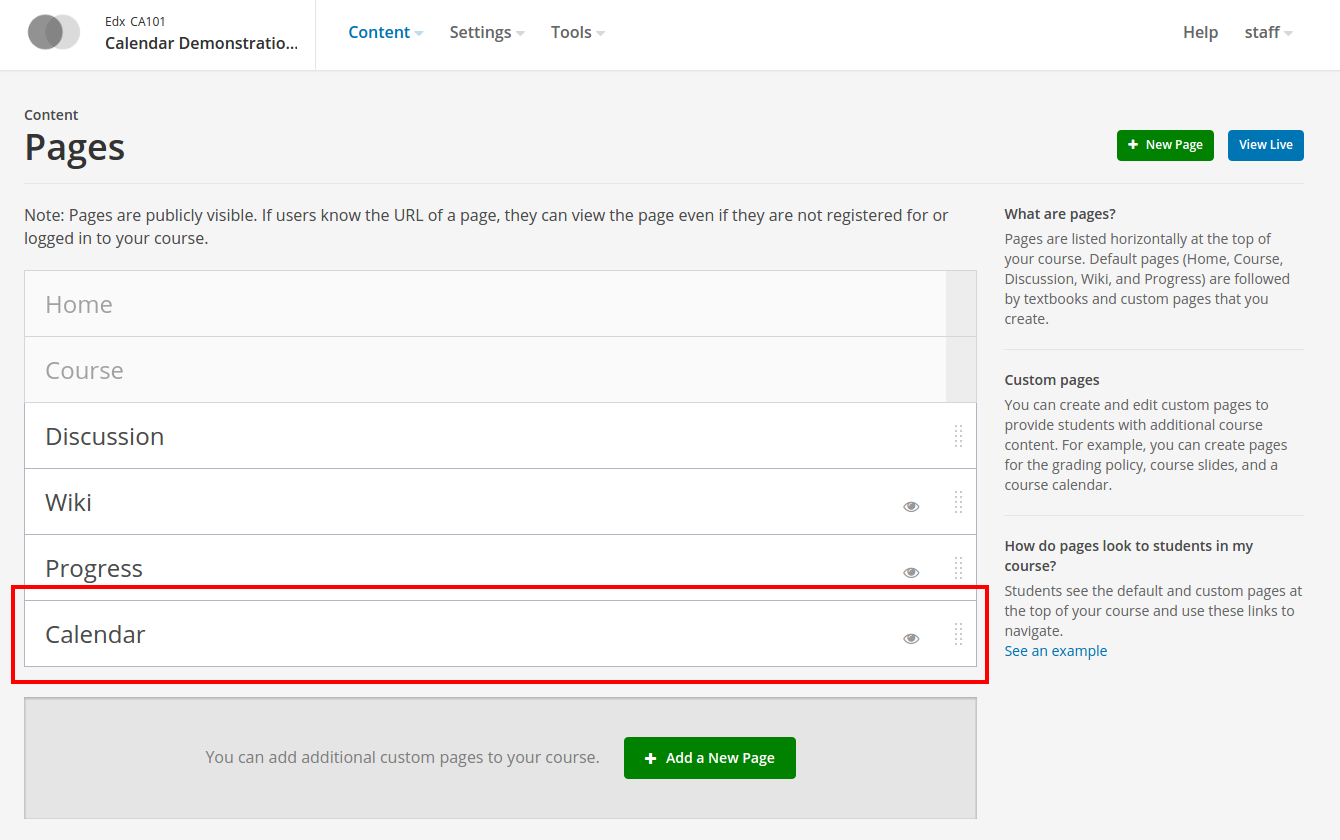 Edx CA101
Calendar Demonstratio...
Content
Settings
Tools
Help
staff
Content
Pages
+ New Page
View Live
Note: Pages are publicly visible. If users know the URL of a page, they can view the page even if they are not registered for or
logged in to your course.
Home
Course
Discussion
Wiki
Progress
Calendar
You can add additional custom pages to your course.
+ Add a New Page
What are pages?
Pages are listed horizontally at the top of
your course. Default pages (Home, Course,
Discussion, Wiki, and Progress) are followed
by textbooks and custom pages that you
create.
Custom pages
You can create and edit custom pages to
provide students with additional course
content. For example, you can create pages
for the grading policy, course slides, and a
course calendar.
How do pages look to students in my
course?
Students see the default and custom pages at
the top of your course and use these links to
navigate.
See an example